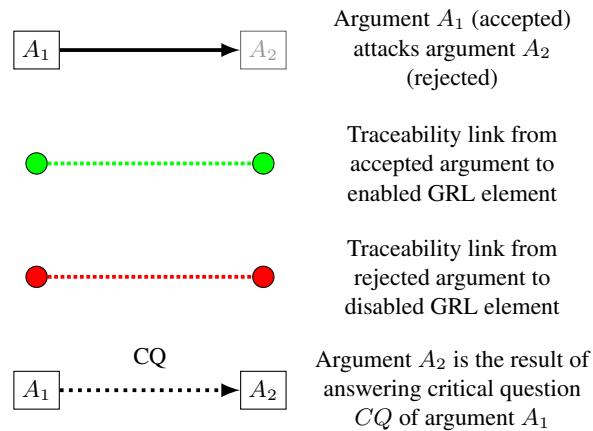 A₁ A₂ Argument A₁ (accepted)
attacks argument A₂
(rejected)
Traceability link from
accepted argument to
enabled GRL element
Traceability link from
rejected argument to
disabled GRL element
CQ
A₁ A₂ Argument A₂ is the result of
answering critical question
CQ of argument A₁